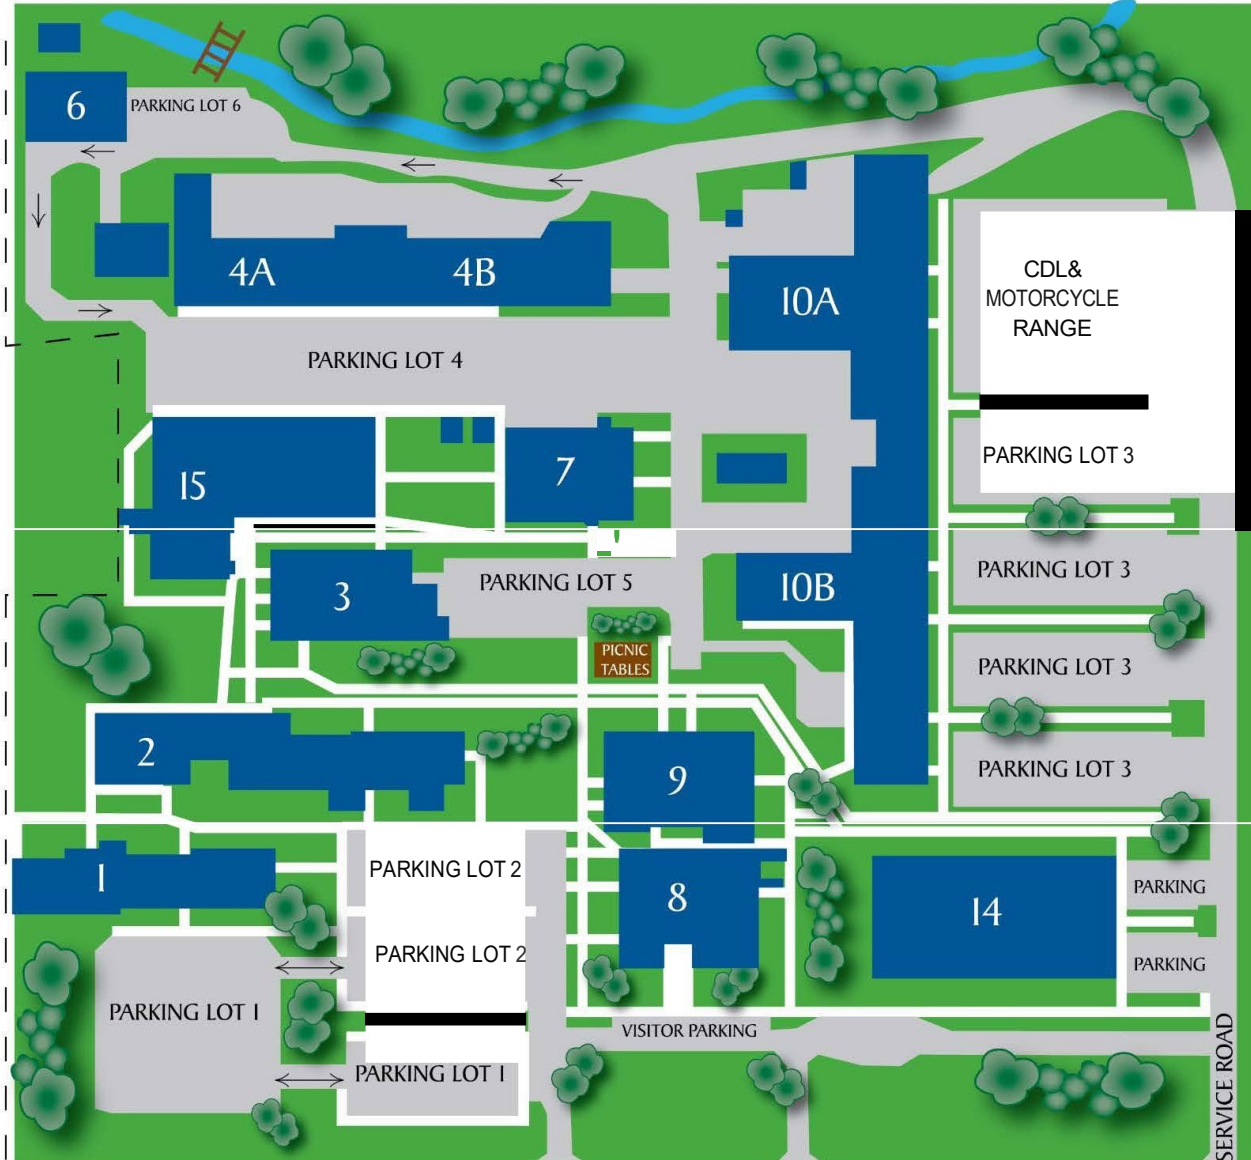 6
PARKING LOT 6
4A
4B
10A
CDL&
MOTORCYCLE
RANGE
PARKING LOT 4
PARKING LOT 3
15
7
3
PARKING LOT 5
10B
PARKING LOT 3
PICNIC
TABLES
PARKING LOT 3
2
9
PARKING LOT 3
1
PARKING LOT 2
8
14
PARKING
PARKING LOT 2
PARKING
PARKING LOT 1
VISITOR PARKING
PARKING LOT 1
SERVICE ROAD